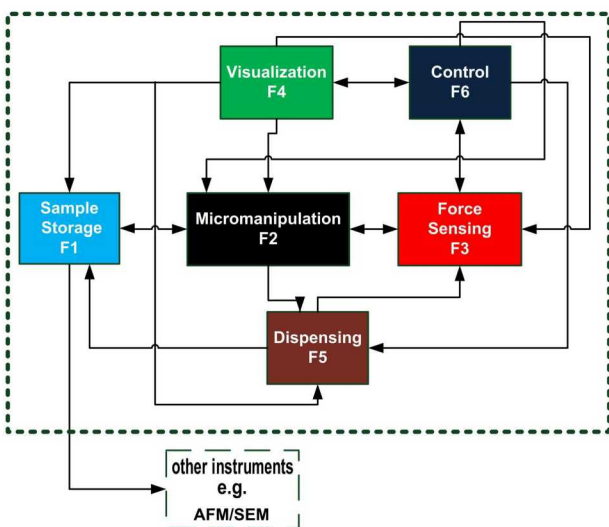 Visualization
F4
Control
F6
Sample
Storage
F1
Micromanipulation
F2
Force
Sensing
F3
Dispensing
F5
other instruments
e.g.
AFM/SEM